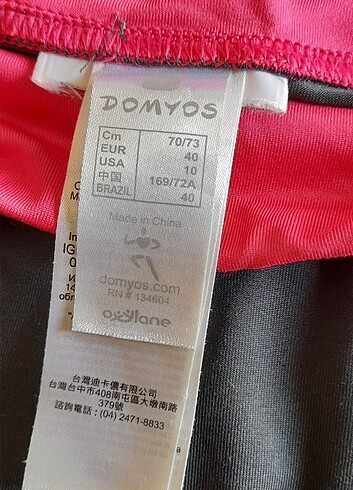 DOMYOS
Cm 70/73
EUR 40
USA 10
中国 169/72A
BRAZIL 40
Made in China
domyos.com
RN # 134604
oxylane
台灣迪卡儂有限公司
台灣台中市408南屯區大墩南路
379號
諮詢電話: (04) 2471-8833